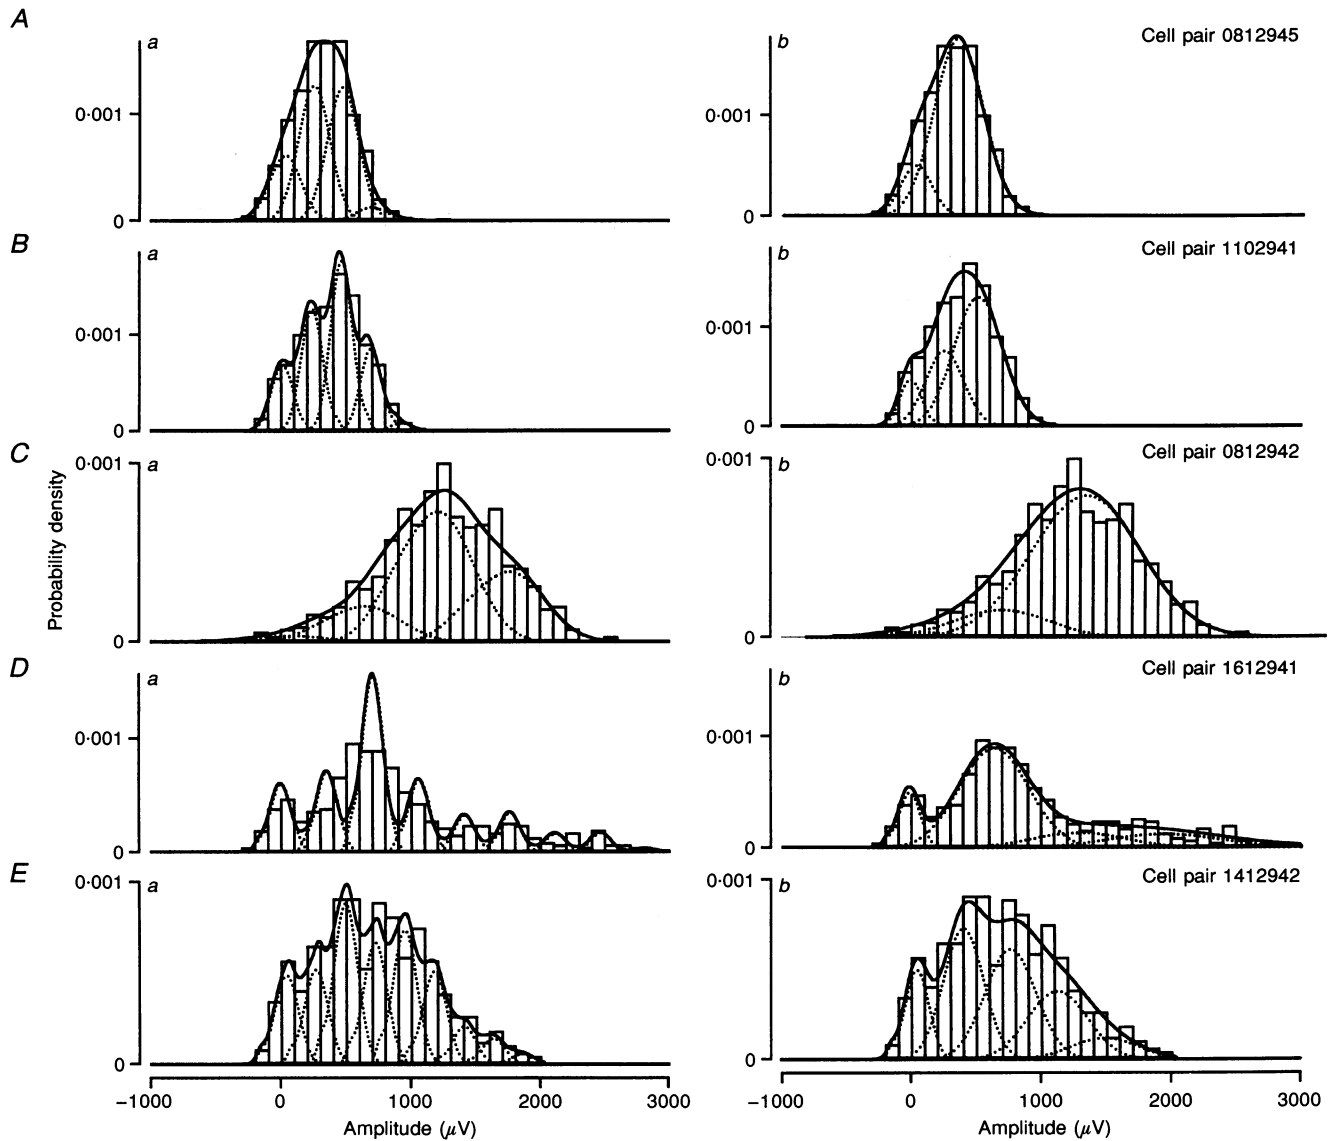 A
a
b
Cell pair 0812945
0·001
0·001
0
0
B
a
b
Cell pair 1102941
0·001
0·001
0
0
C
a
b
Cell pair 0812942
0·001
0·001
Probability density
0
0
D
a
b
Cell pair 1612941
0·001
0·001
0
0
E
a
b
Cell pair 1412942
0·001
0·001
0
0
−1000 0 1000 2000 3000
−1000 0 1000 2000 3000
Amplitude (μV)
Amplitude (μV)